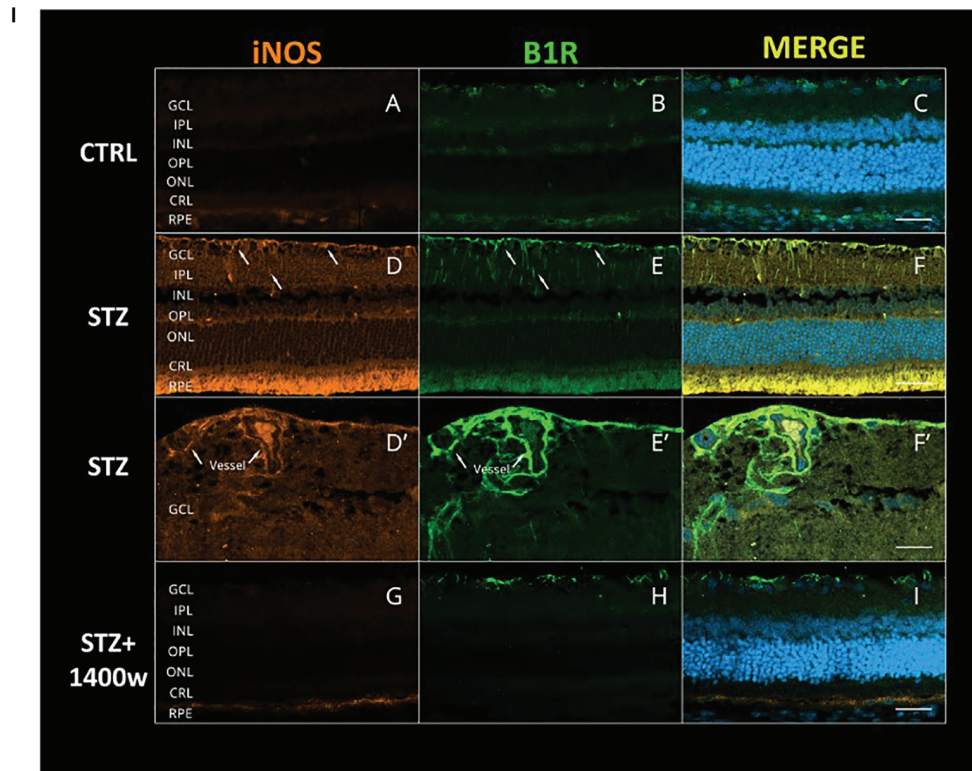 I
iNOS B1R MERGE
CTRL
GCL
IPL
INL
OPL
ONL
CRL
RPE
A B C
STZ
GCL
IPL
INL
OPL
ONL
CRL
RPE
D E F
STZ
Vessel
GCL
D' E' F'
Vessel
STZ+
1400w
GCL
IPL
INL
OPL
ONL
CRL
RPE
G H I